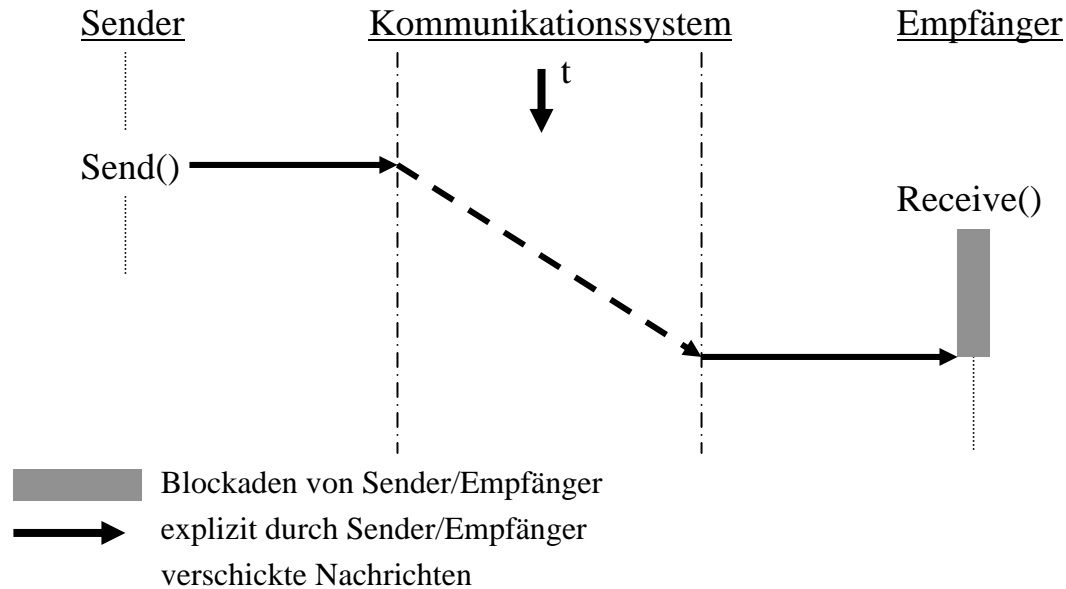 Sender Kommunikationssystem Empfänger
t
Send()
Receive()
Blockaden von Sender/Empfänger
explizit durch Sender/Empfänger
verschickte Nachrichten